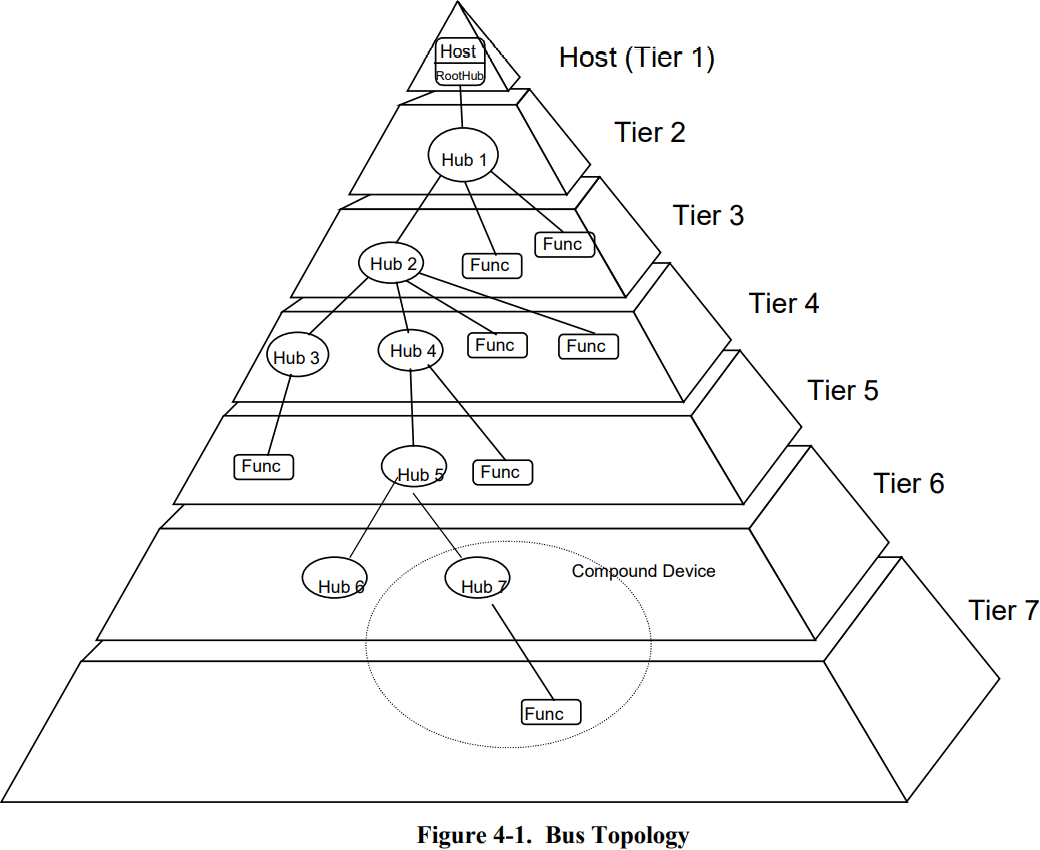 Host
RootHub
Host (Tier 1)
Tier 2
Hub 1
Tier 3
Func
Hub 2
Func
Tier 4
Func
Func
Hub 3
Hub 4
Tier 5
Func
Hub 5
Func
Tier 6
Compound Device
Hub 6
Hub 7
Tier 7
Func
Figure 4-1. Bus Topology